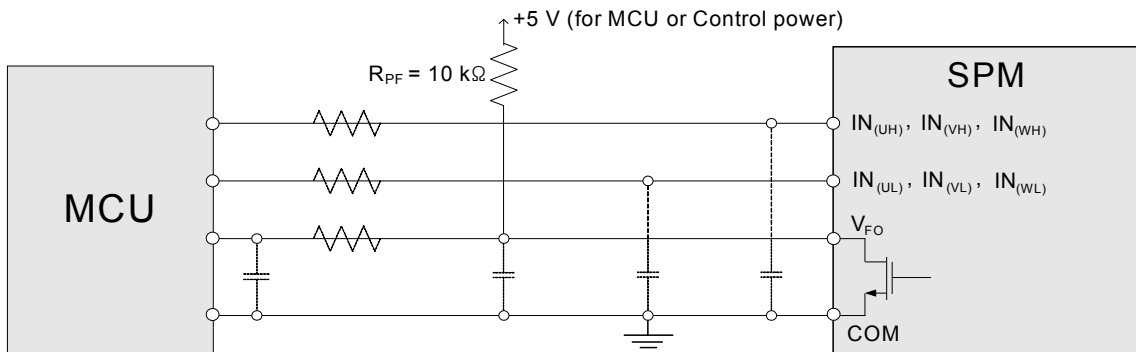 +5 V (for MCU or Control power)
R_PF = 10 kΩ
SPM
MCU
IN_(UH), IN_(VH), IN_(WH)
IN_(UL), IN_(VL), IN_(WL)
V_FO
COM